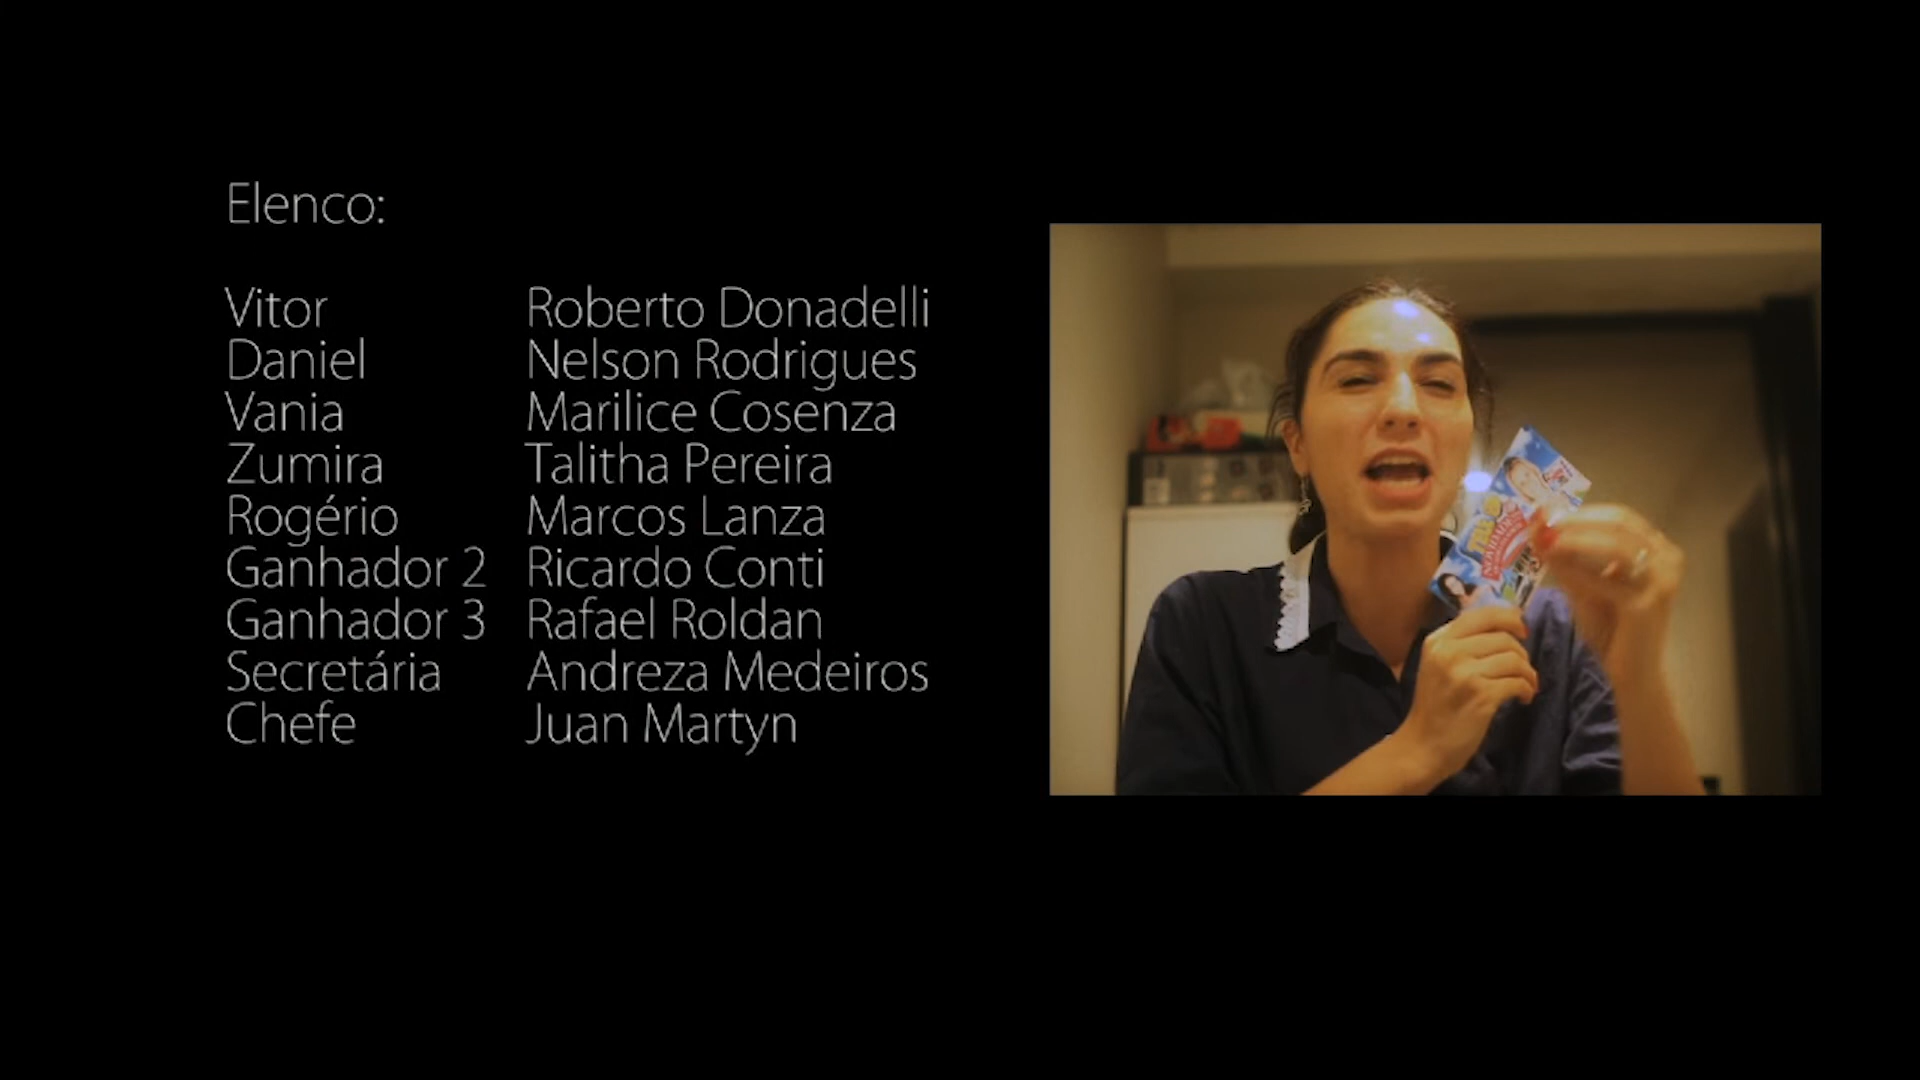 Elenco:
Vitor Roberto Donadelli
Daniel Nelson Rodrigues
Vania Marilice Cosenza
Zumira Talitha Pereira
Rogério Marcos Lanza
Ganhador 2 Ricardo Conti
Ganhador 3 Rafael Roldan
Secretária Andreza Medeiros
Chefe Juan Martyn